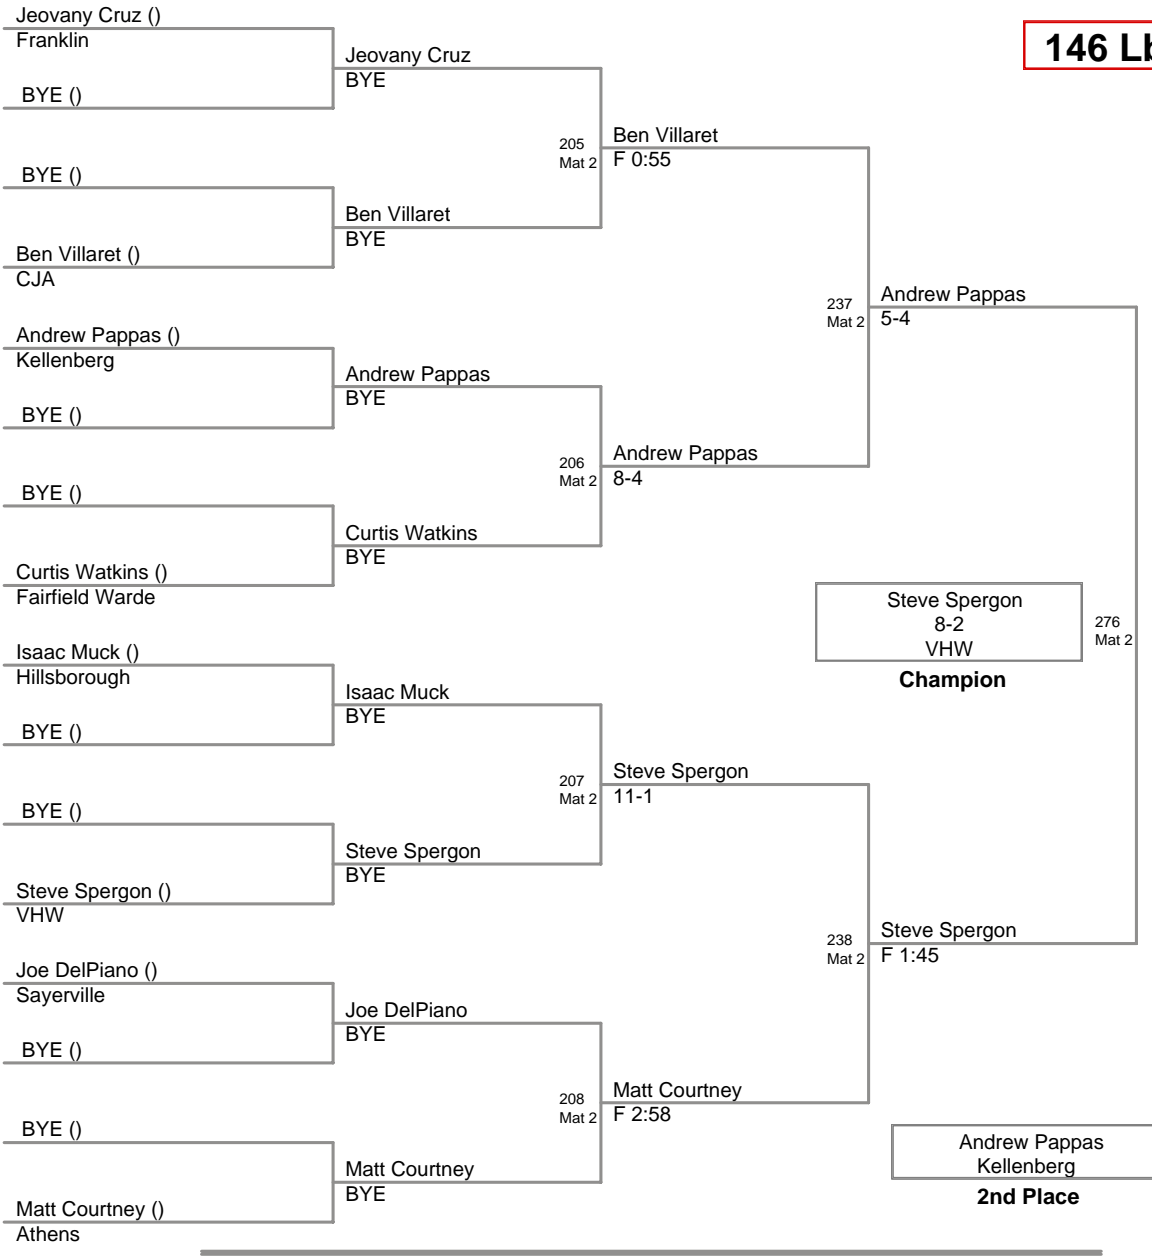 Jeovany Cruz ()
Franklin
BYE ()
BYE ()
Ben Villaret ()
CJA
Andrew Pappas ()
Kellenberg
BYE ()
BYE ()
Curtis Watkins ()
Fairfield Warde
Isaac Muck ()
Hillsborough
BYE ()
BYE ()
Steve Spergon ()
VHW
Joe DelPiano ()
Sayerville
BYE ()
BYE ()
Matt Courtney ()
Athens
Jeovany Cruz
BYE
Ben Villaret
BYE
Andrew Pappas
BYE
Curtis Watkins
BYE
Isaac Muck
BYE
Steve Spergon
BYE
Joe DelPiano
BYE
Matt Courtney
BYE
205
Mat 2
Ben Villaret
F 0:55
206
Mat 2
Andrew Pappas
8-4
207
Mat 2
Steve Spergon
11-1
208
Mat 2
Matt Courtney
F 2:58
237
Mat 2
Andrew Pappas
5-4
238
Mat 2
Steve Spergon
F 1:45
146 Lb
Steve Spergon
8-2
VHW
Champion
276
Mat 2
Andrew Pappas
Kellenberg
2nd Place